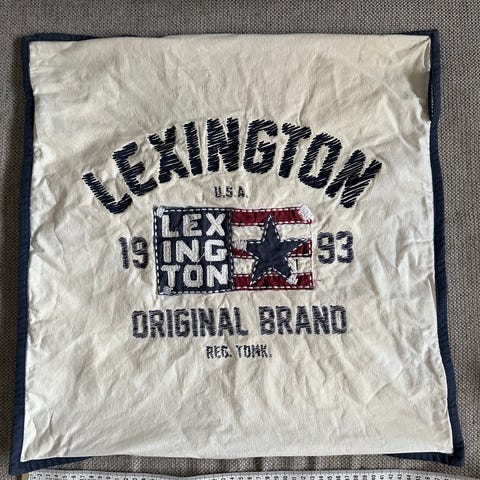 LEXINGTON
U.S.A.
19 LEX 93
ING
TON
ORIGINAL BRAND
REG. TDMK.